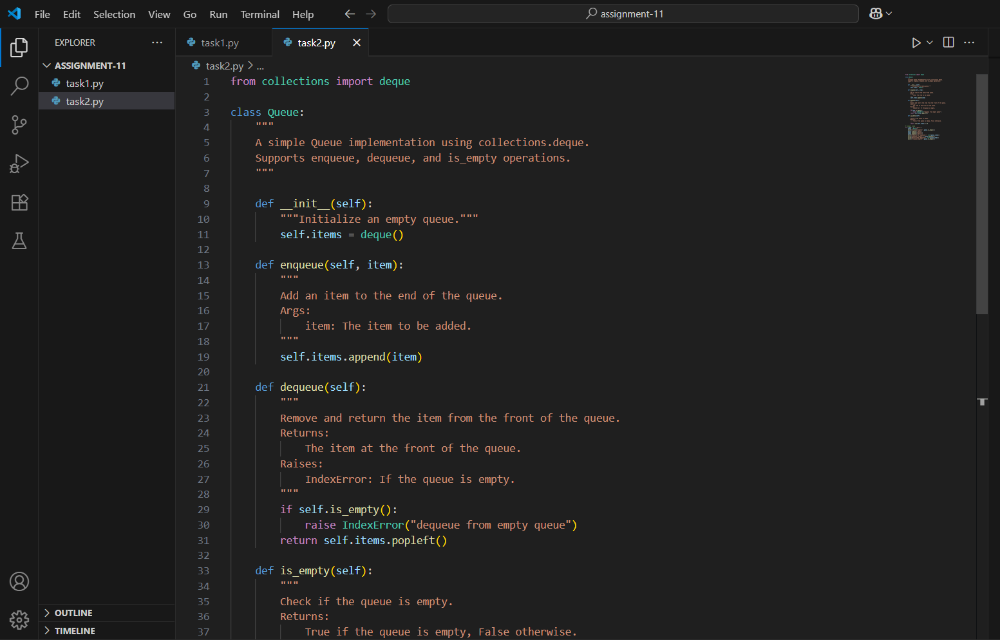 File Edit Selection View Go Run Terminal Help
assignment-11
EXPLORER
ASSIGNMENT-11
task1.py
task2.py
OUTLINE
TIMELINE
task1.py
task2.py
task2.py > ...
1 from collections import deque
2
3 class Queue:
4 """
5 A simple Queue implementation using collections.deque.
6 Supports enqueue, dequeue, and is_empty operations.
7 """
8
9 def __init__(self):
10 """Initialize an empty queue."""
11 self.items = deque()
12
13 def enqueue(self, item):
14 """
15 Add an item to the end of the queue.
16 Args:
17 item: The item to be added.
18 """
19 self.items.append(item)
20
21 def dequeue(self):
22 """
23 Remove and return the item from the front of the queue.
24 Returns:
25 The item at the front of the queue.
26 Raises:
27 IndexError: If the queue is empty.
28 """
29 if self.is_empty():
30 raise IndexError("dequeue from empty queue")
31 return self.items.popleft()
32
33 def is_empty(self):
34 """
35 Check if the queue is empty.
36 Returns:
37 True if the queue is empty, False otherwise.